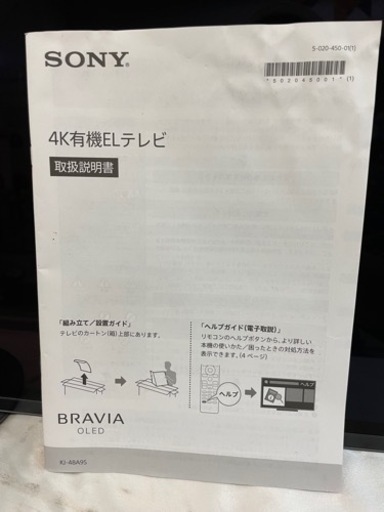 5-020-450-01(1)
SONY®
*502045001*(1)
4K有機ELテレビ
取扱説明書
「組み立て／設置ガイド」
テレビのカートン(箱)上部にあります。
「ヘルプガイド(電子取説)」
リモコンのヘルプボタンから、より詳しい
本機の使いかた／困ったときの対処方法を
表示できます。(4 ページ)
ヘルプ
ヘルプ
BRAVIA
OLED
KJ-48A9S